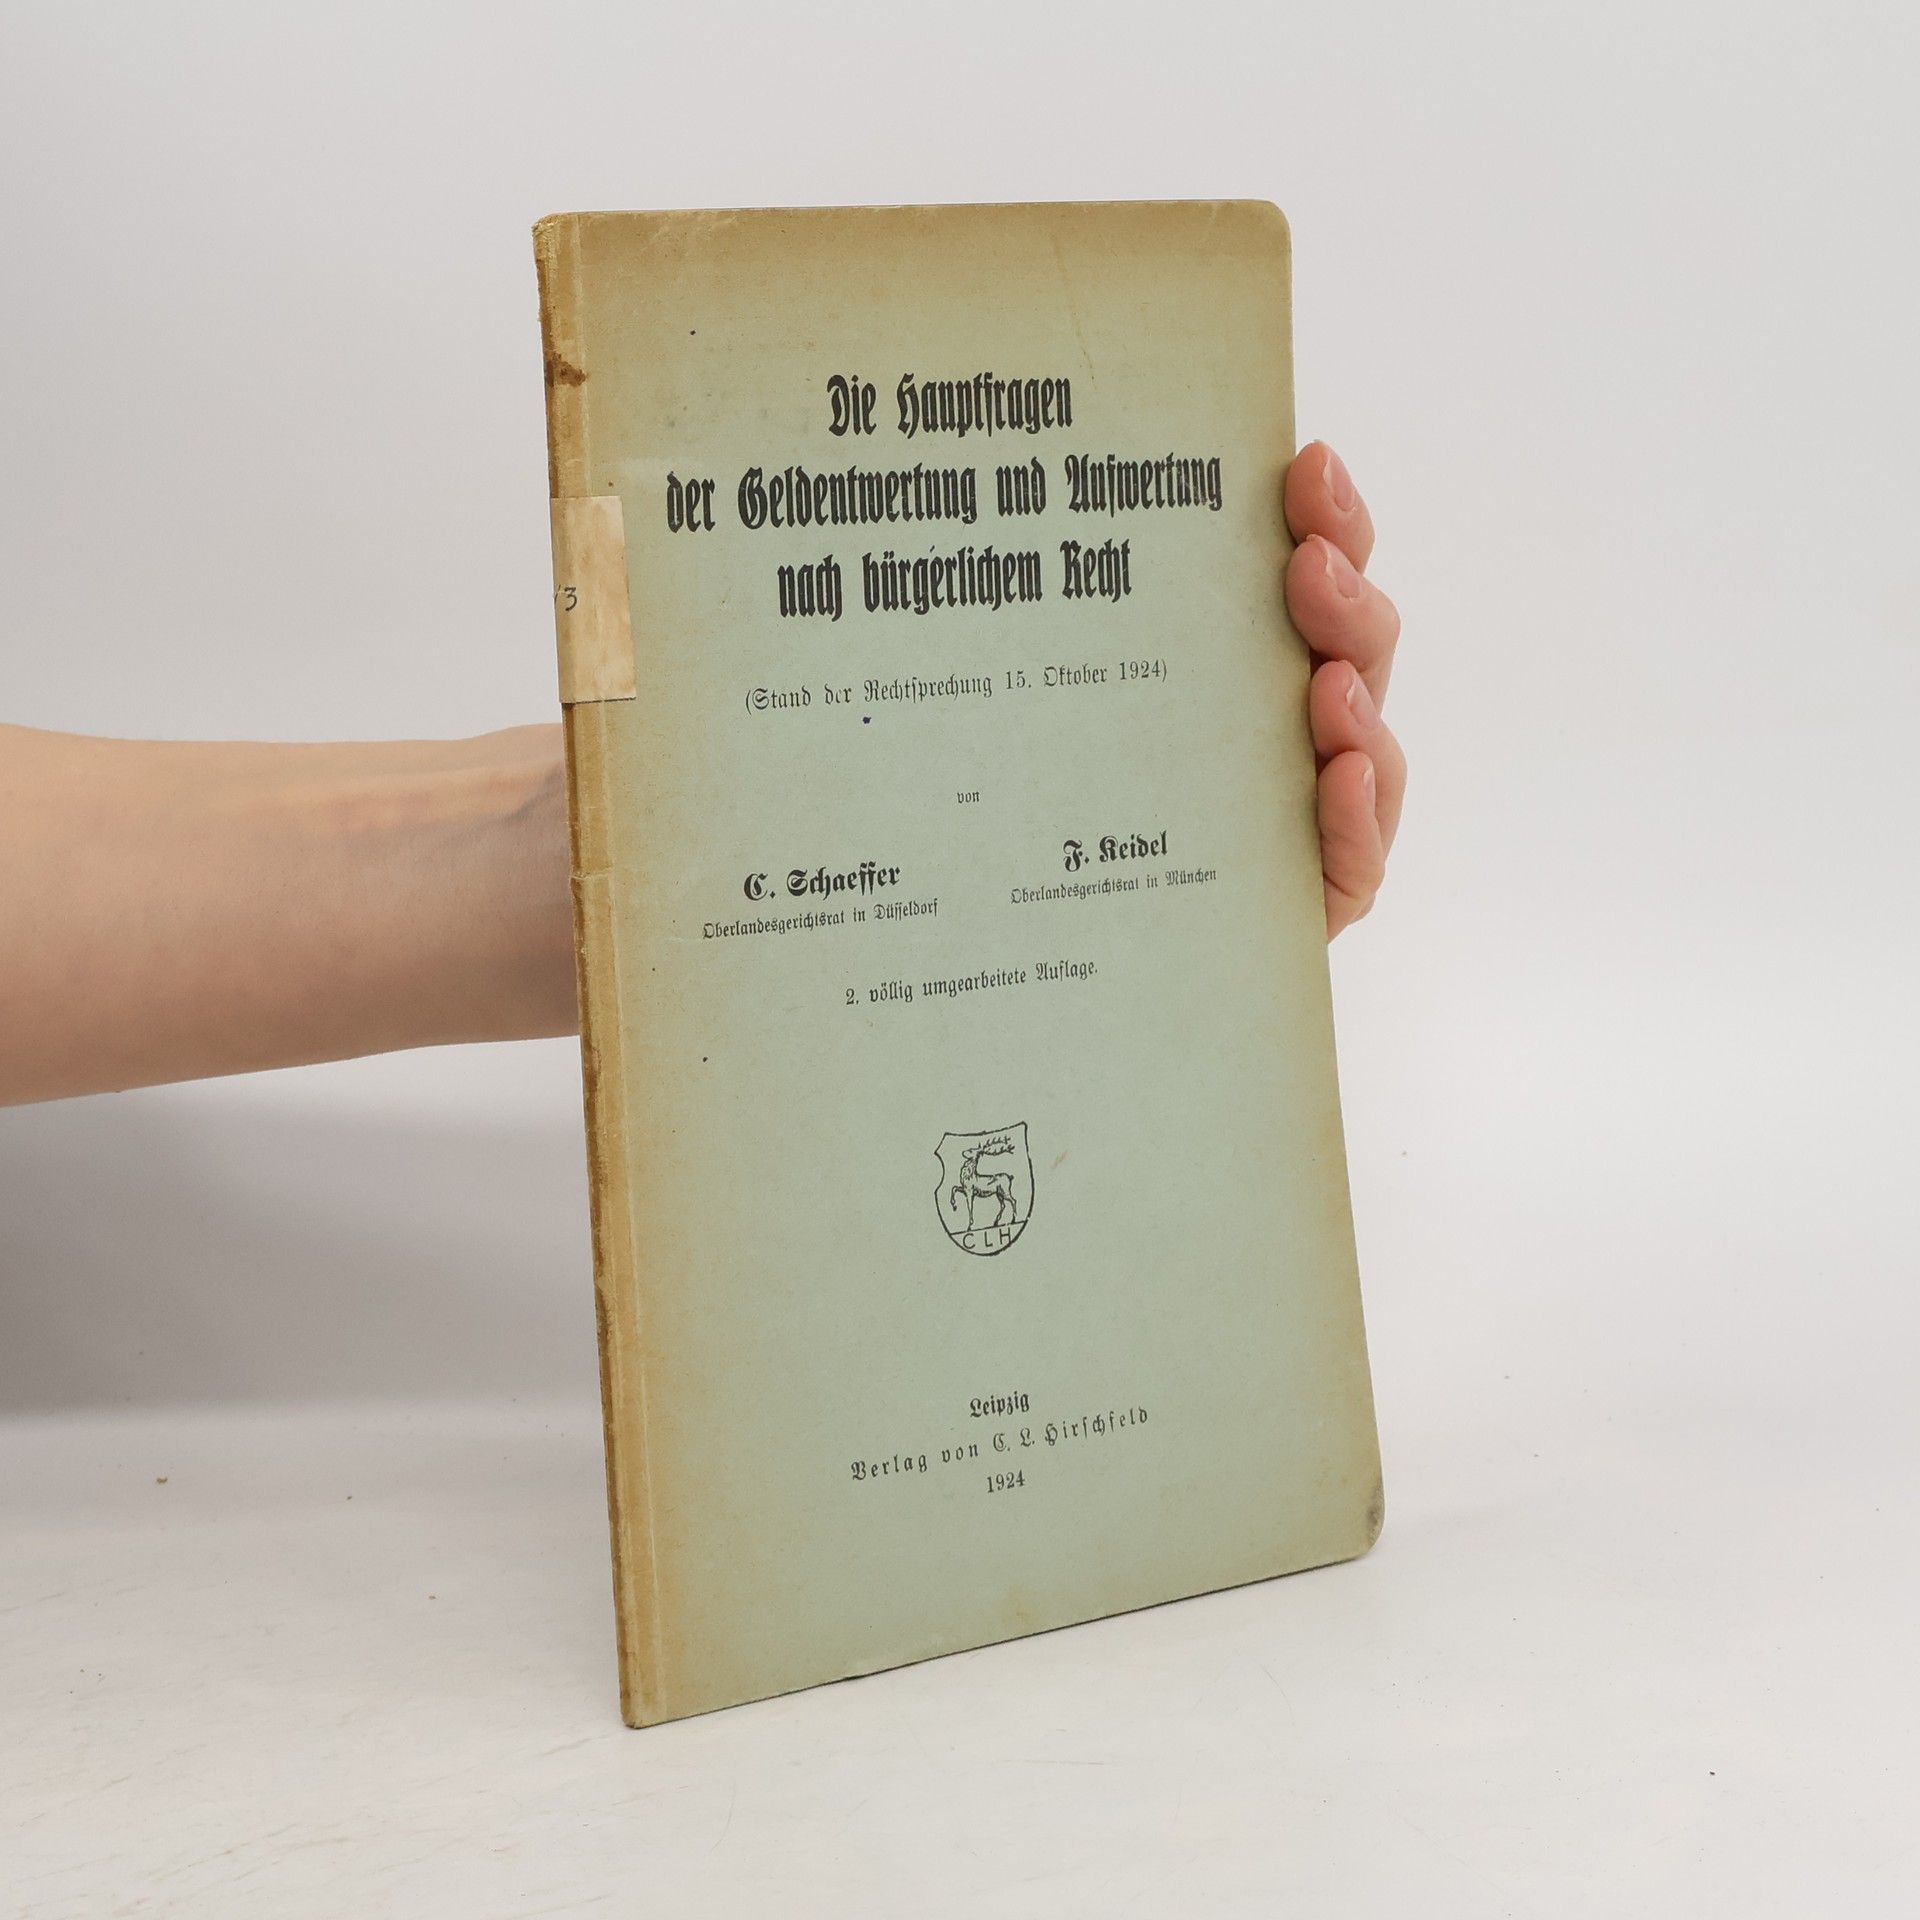 Die Hauptfragen
der Geldentwertung und Aufwertung
nach bürgerlichem Recht
(Stand der Rechtsprechung 15. Oktober 1924)
von
C. Schaeffer
Oberlandesgerichtsrat in Düsseldorf
F. Keidel
Oberlandesgerichtsrat in München
2. völlig umgearbeitete Auflage.
CLH
Leipzig
Verlag von C. L. Hirschfeld
1924
/3